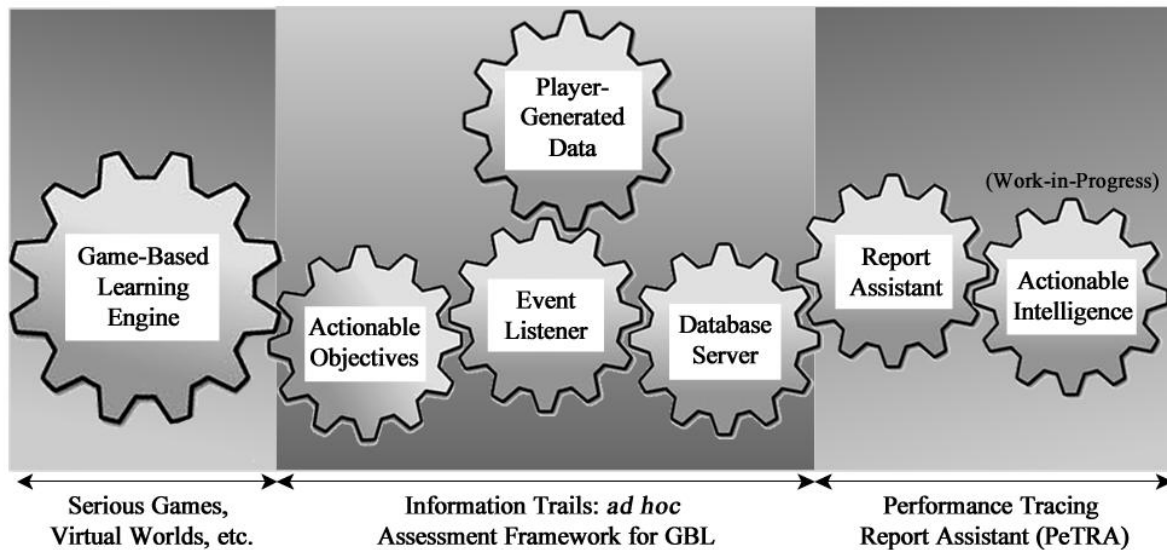 Player-
Generated
Data
(Work-in-Progress)
Game-Based
Learning
Engine
Actionable
Objectives
Event
Listener
Database
Server
Report
Assistant
Actionable
Intelligence
Serious Games,
Virtual Worlds, etc.
Information Trails: ad hoc
Assessment Framework for GBL
Performance Tracing
Report Assistant (PeTRA)